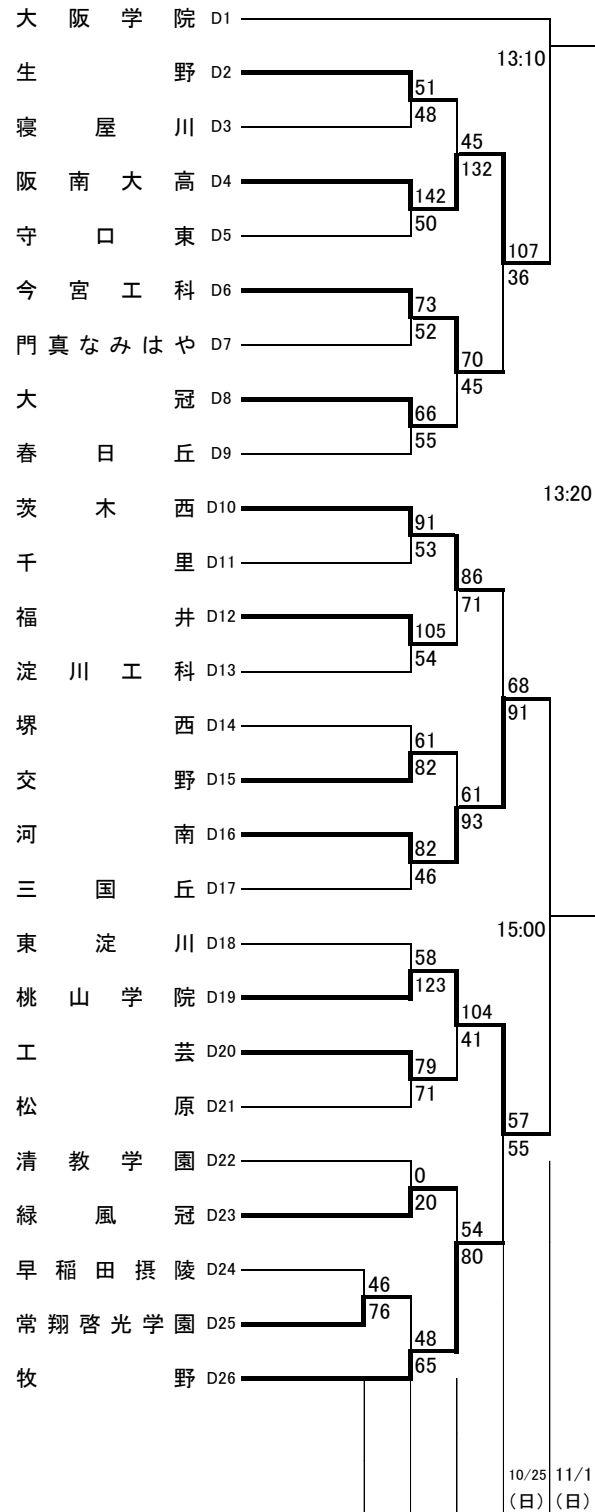 大阪学院 D1
13:10
生野 D2
51
48
寝屋川 D3
45
132
阪南大高 D4
142
50
守口東 D5
107
36
今宮工科 D6
73
52
門真なみはや D7
70
45
大冠 D8
66
55
春日丘 D9
13:20
茨木西 D10
91
53
千里 D11
86
71
福井 D12
105
54
淀川工科 D13
68
91
堺西 D14
61
82
交野 D15
61
93
河南 D16
82
46
三国丘 D17
15:00
東淀川 D18
58
123
桃山学院 D19
104
41
工芸 D20
79
71
松原 D21
57
55
清教学園 D22
0
20
緑風冠 D23
54
80
早稲田摂陵 D24
46
76
常翔啓光学園 D25
48
65
牧野 D26
10/25 11/1
(日) (日)